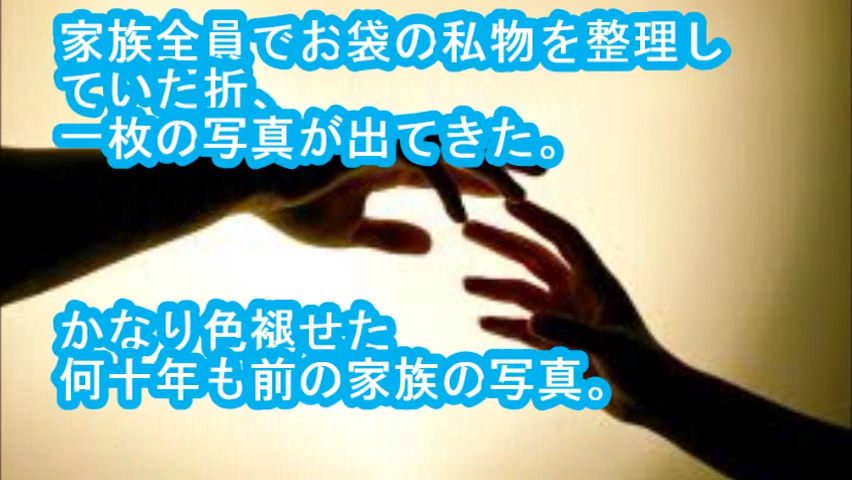 家族全員でお袋の私物を整理し
ていた折、
一枚の写真が出てきた。
かなり色褪せた
何十年も前の家族の写真。